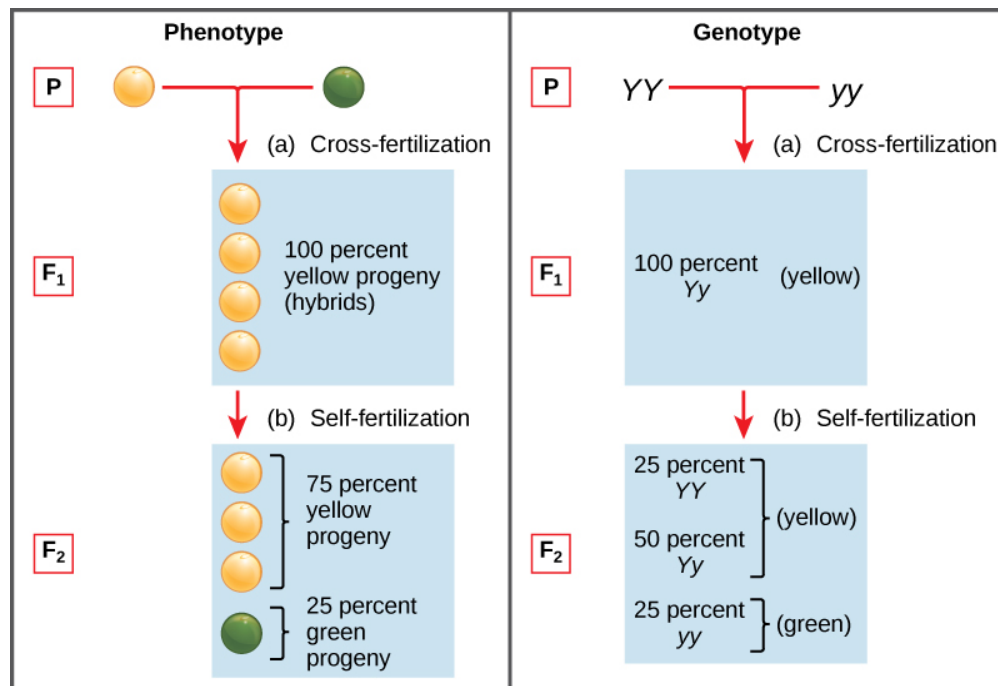 Phenotype
P
(a) Cross-fertilization
F₁
100 percent
yellow progeny
(hybrids)
(b) Self-fertilization
F₂
75 percent
yellow
progeny
25 percent
green
progeny
Genotype
P
YY
yy
(a) Cross-fertilization
F₁
100 percent
Yy
(yellow)
(b) Self-fertilization
F₂
25 percent
YY
50 percent
Yy
(yellow)
25 percent
yy
(green)